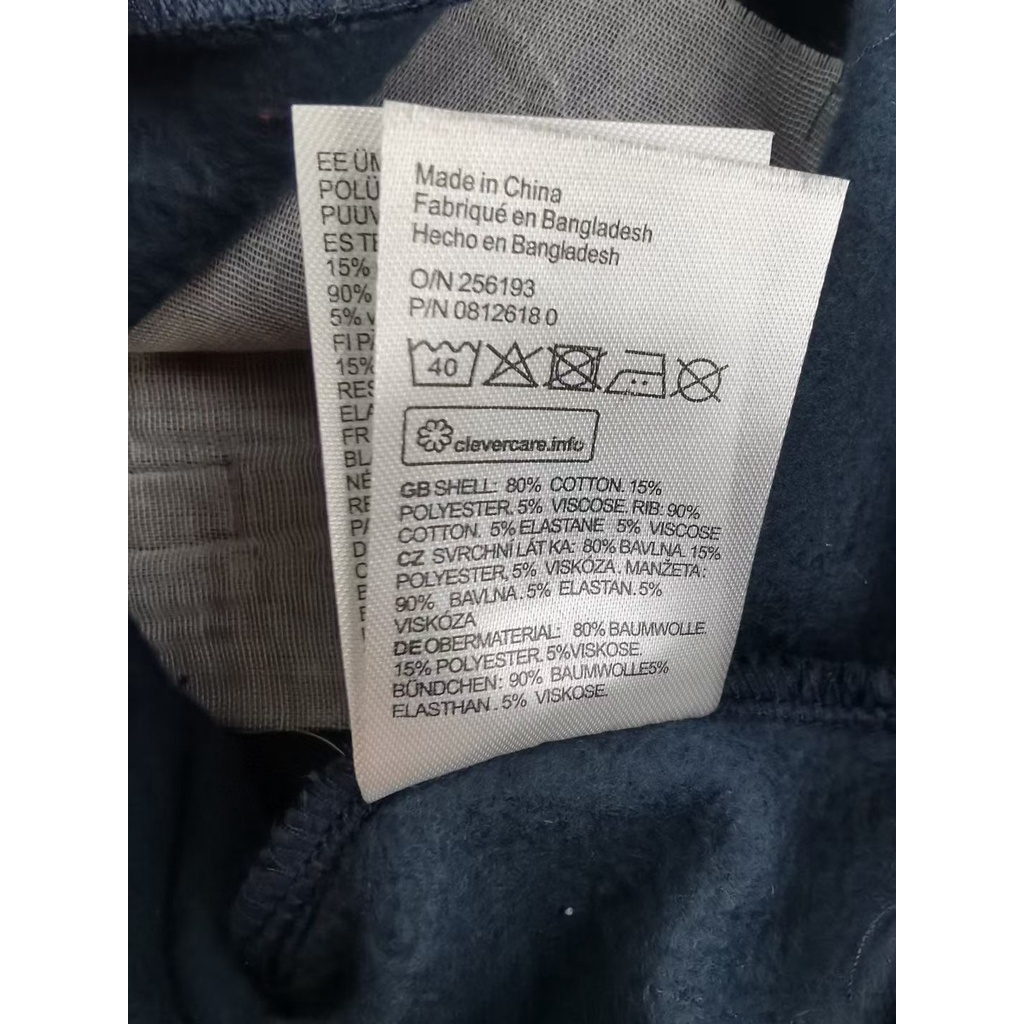 Made in China
Fabriqué en Bangladesh
Hecho en Bangladesh
O/N 256193
P/N 0812618 0
40
clevercare.info
GB SHELL: 80% COTTON. 15%
POLYESTER. 5% VISCOSE. RIB: 90%
COTTON. 5% ELASTANE 5% VISCOSE
CZ SVRCHNÍ LÁTKA: 80% BAVLNA. 15%
POLYESTER, 5% VISKÓZA. MANŽETA:
90% BAVLNA. 5% ELASTAN. 5%
VISKÓZA
DE OBERMATERIAL: 80% BAUMWOLLE.
15% POLYESTER. 5%VISKOSE.
BÜNDCHEN: 90% BAUMWOLLE5%
ELASTHAN. 5% VISKOSE.
EE ÜM
POLÜ
PUUV
ES TE
15%
90%
5% v
FI PÄ
15%
RES
ELA
FR
BL
NÉ
RE
PA